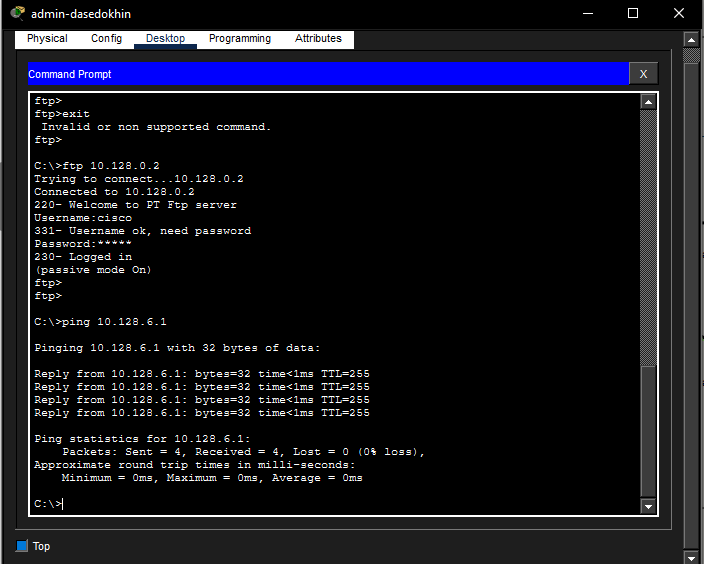 admin-dasedokhin
Physical Config Desktop Programming Attributes
Command Prompt
X
ftp>
ftp>exit
 Invalid or non supported command.
ftp>
C:\>ftp 10.128.0.2
Trying to connect...10.128.0.2
Connected to 10.128.0.2
220- Welcome to PT Ftp server
Username:cisco
331- Username ok, need password
Password:*****
230- Logged in
(passive mode On)
ftp>
ftp>
C:\>ping 10.128.6.1
Pinging 10.128.6.1 with 32 bytes of data:
Reply from 10.128.6.1: bytes=32 time<1ms TTL=255
Reply from 10.128.6.1: bytes=32 time<1ms TTL=255
Reply from 10.128.6.1: bytes=32 time<1ms TTL=255
Reply from 10.128.6.1: bytes=32 time<1ms TTL=255
Ping statistics for 10.128.6.1:
    Packets: Sent = 4, Received = 4, Lost = 0 (0% loss),
Approximate round trip times in milli-seconds:
    Minimum = 0ms, Maximum = 0ms, Average = 0ms
C:\>
Top